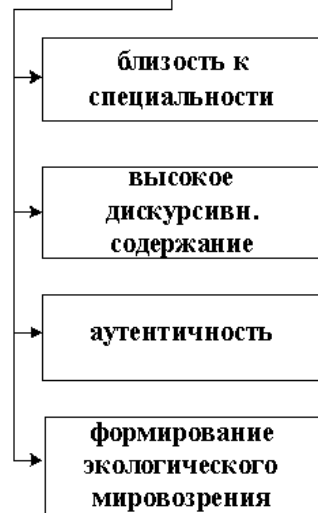 близость к
специальности
высокое
дискурсивн.
содержание
аутентичность
формирование
экологического
мировозрения